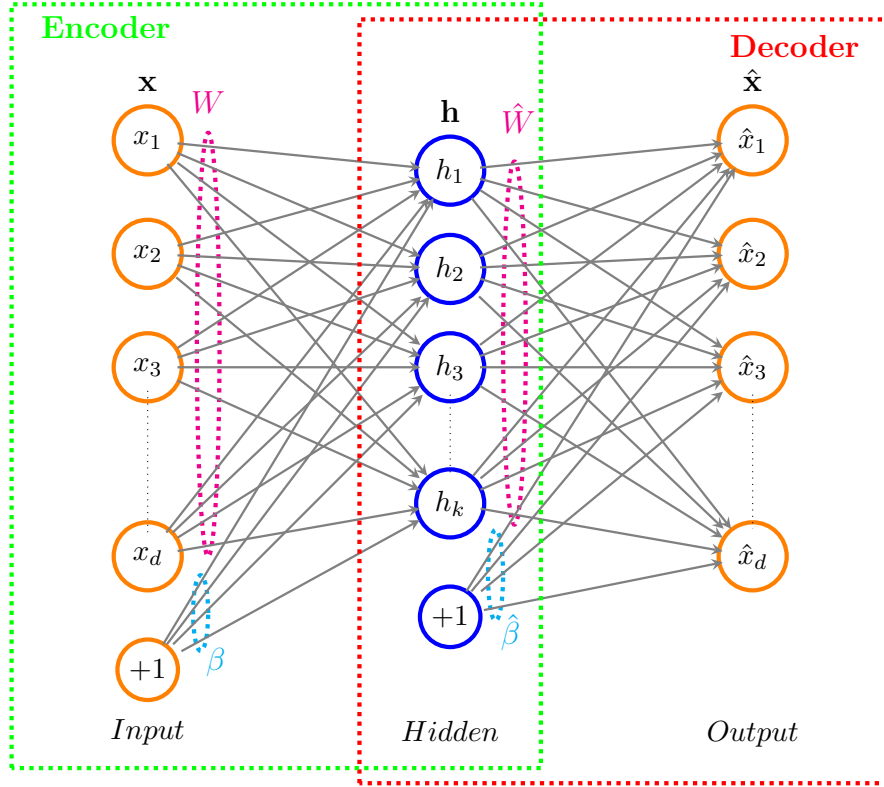 Encoder
Decoder
x
h
x̂
W
Ŵ
x₁
x₂
x₃
x_d
+1
h₁
h₂
h₃
h_k
+1
x̂₁
x̂₂
x̂₃
x̂_d
β
β̂
Input
Hidden
Output